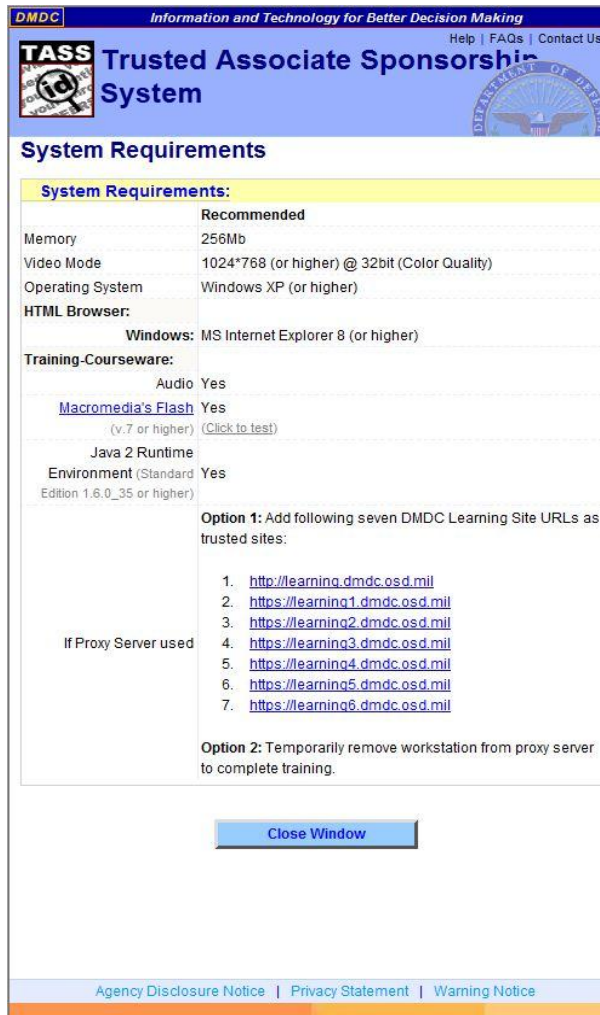 DMDC Information and Technology for Better Decision Making
Help | FAQs | Contact Us
TASS
id
Trusted Associate Sponsorship
System
DEPARTMENT OF DEFENSE
System Requirements
System Requirements:
Recommended
Memory 256Mb
Video Mode 1024*768 (or higher) @ 32bit (Color Quality)
Operating System Windows XP (or higher)
HTML Browser:
Windows: MS Internet Explorer 8 (or higher)
Training-Courseware:
Audio Yes
Macromedia's Flash Yes
(v.7 or higher) (Click to test)
Java 2 Runtime
Environment (Standard Yes
Edition 1.6.0_35 or higher)
If Proxy Server used
Option 1: Add following seven DMDC Learning Site URLs as
trusted sites:
1. http://learning.dmdc.osd.mil
2. https://learning1.dmdc.osd.mil
3. https://learning2.dmdc.osd.mil
4. https://learning3.dmdc.osd.mil
5. https://learning4.dmdc.osd.mil
6. https://learning5.dmdc.osd.mil
7. https://learning6.dmdc.osd.mil
Option 2: Temporarily remove workstation from proxy server
to complete training.
Close Window
Agency Disclosure Notice | Privacy Statement | Warning Notice